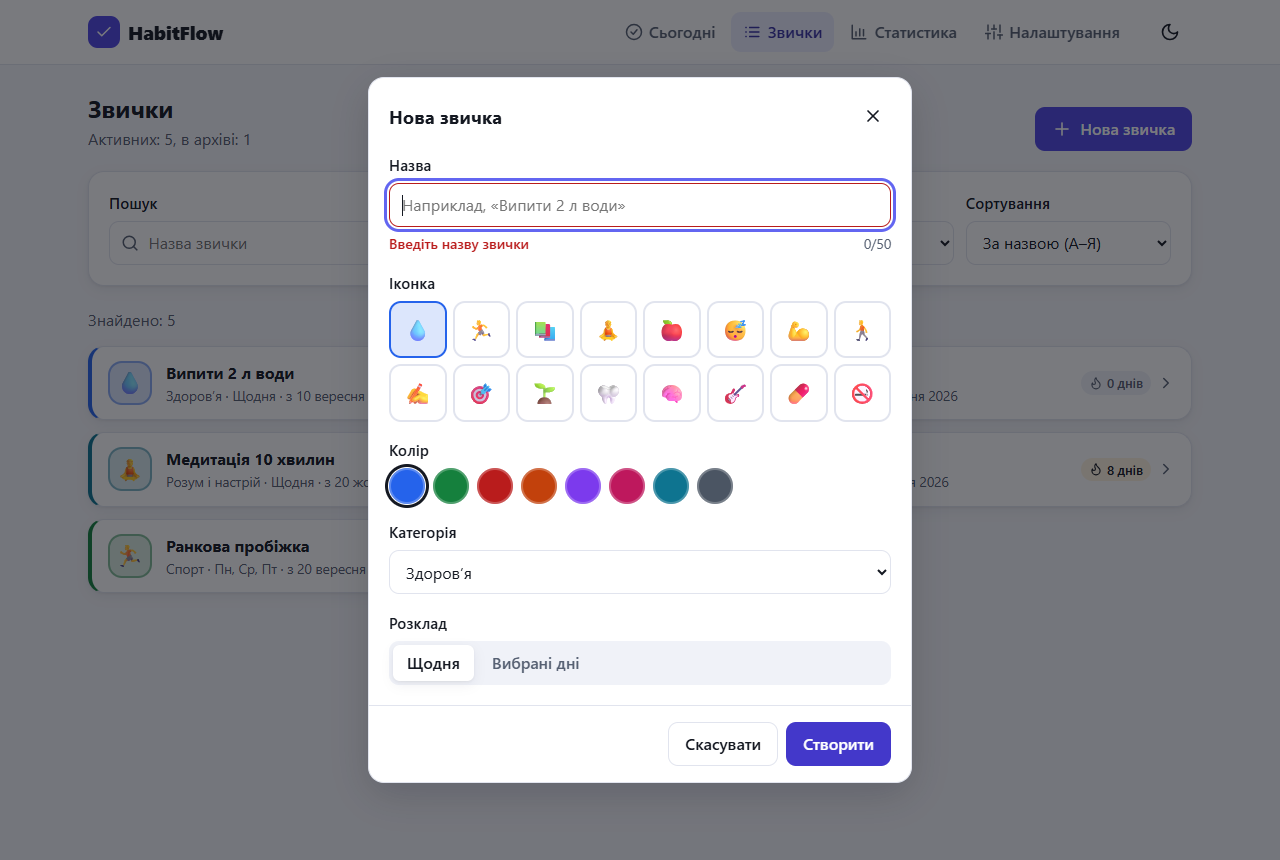 HabitFlow
Сьогодні
Звички
Статистика
Налаштування
Звички
Активних: 5, в архіві: 1
Нова звичка
Пошук
Назва звички
Сортування
За назвою (А–Я)
Знайдено: 5
Випити 2 л води
Здоров’я · Щодня · з 10 вересня
2026
0 днів
Медитація 10 хвилин
Розум і настрій · Щодня · з 20
2026
8 днів
Ранкова пробіжка
Спорт · Пн, Ср, Пт · з 20 вересня
Нова звичка
Назва
Наприклад, «Випити 2 л води»
Введіть назву звички
0/50
Іконка
Колір
Категорія
Здоров’я
Розклад
Щодня
Вибрані дні
Скасувати
Створити